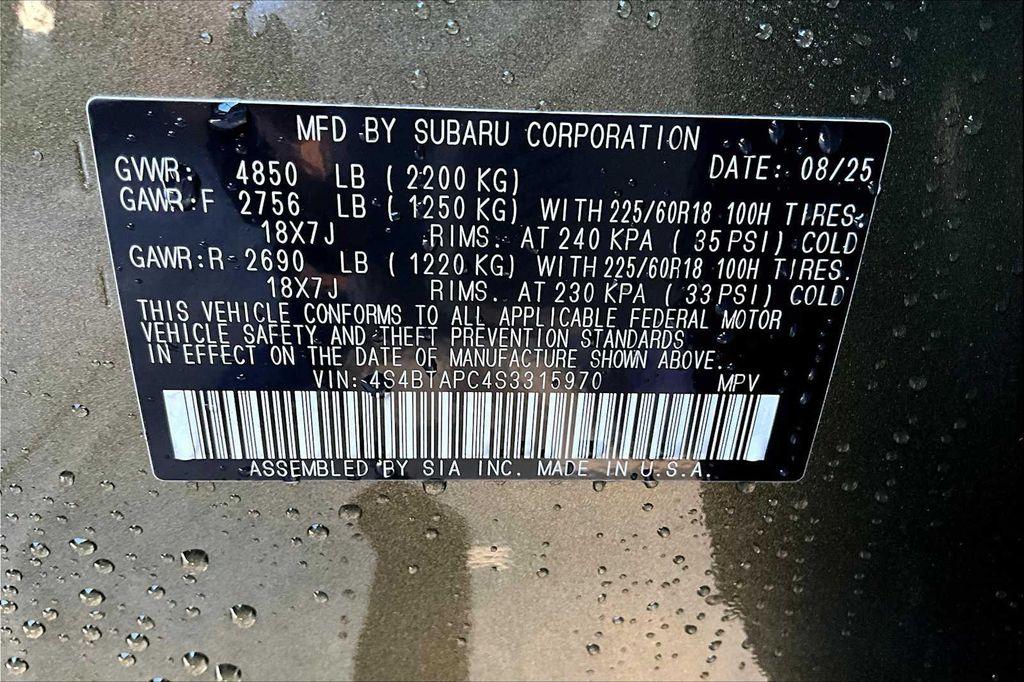 MFD BY SUBARU CORPORATION
DATE: 08/25
GVWR: 4850 LB ( 2200 KG)
GAWR:F 2756 LB ( 1250 KG) WITH 225/60R18 100H TIRES.
18X7J RIMS. AT 240 KPA ( 35 PSI) COLD
GAWR:R 2690 LB ( 1220 KG) WITH 225/60R18 100H TIRES.
18X7J RIMS. AT 230 KPA ( 33 PSI) COLD
THIS VEHICLE CONFORMS TO ALL APPLICABLE FEDERAL MOTOR
VEHICLE SAFETY AND THEFT PREVENTION STANDARDS
IN EFFECT ON THE DATE OF MANUFACTURE SHOWN ABOVE.
VIN: 4S4BTAPC4S3315970 MPV
ASSEMBLED BY SIA INC. MADE IN U.S.A.